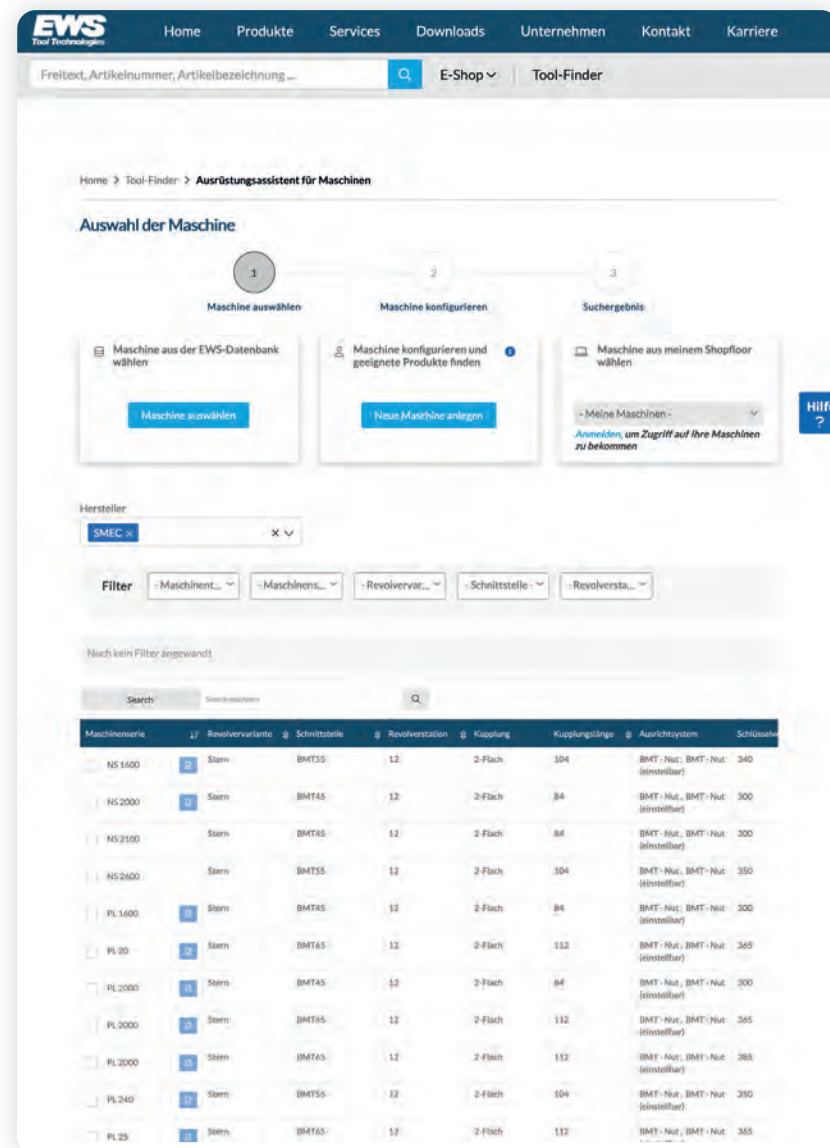 EWS
Tool Technologies
Home Produkte Services Downloads Unternehmen Kontakt Karriere
Freitext, Artikelnummer, Artikelbezeichnung ... E-Shop Tool-Finder
Home > Tool-Finder > Ausrüstungsassistent für Maschinen
Auswahl der Maschine
1 2 3
Maschine auswählen Maschine konfigurieren Suchergebnis
Maschine aus der EWS-Datenbank Maschine konfigurieren und Maschine aus meinem Shopfloor
wählen geeignete Produkte finden wählen
Maschine auswählen Neue Maschine anlegen - Meine Maschinen -
Hilfe
?
Anmelden, um Zugriff auf Ihre Maschinen
zu bekommen
Hersteller
SMEC ×
Filter - Maschinent... - Maschinens... - Revolvervar... - Schnittstelle - - Revolversta...
Noch kein Filter angewandt
Search Search machines
Maschinenserie Revolvervariante Schnittstelle Revolverstation Kupplung Kupplungslänge Ausrichtsystem Schlüsselwe
NS 1600 Stern BMT55 12 2-Flach 104 BMT - Nut ; BMT - Nut 340
(einstellbar)
NS 2000 Stern BMT45 12 2-Flach 84 BMT - Nut ; BMT - Nut 300
(einstellbar)
NS 2100 Stern BMT45 12 2-Flach 84 BMT - Nut ; BMT - Nut 300
(einstellbar)
NS 2600 Stern BMT55 12 2-Flach 104 BMT - Nut ; BMT - Nut 350
(einstellbar)
PL 1600 Stern BMT45 12 2-Flach 84 BMT - Nut ; BMT - Nut 300
(einstellbar)
PL 20 Stern BMT65 12 2-Flach 112 BMT - Nut ; BMT - Nut 365
(einstellbar)
PL 2000 Stern BMT45 12 2-Flach 84 BMT - Nut ; BMT - Nut 300
(einstellbar)
PL 2000 Stern BMT65 12 2-Flach 112 BMT - Nut ; BMT - Nut 365
(einstellbar)
PL 2000 Stern BMT65 12 2-Flach 112 BMT - Nut ; BMT - Nut 385
(einstellbar)
PL 240 Stern BMT55 12 2-Flach 104 BMT - Nut ; BMT - Nut 350
(einstellbar)
PL 25 Stern BMT65 12 2-Flach 112 BMT - Nut ; BMT - Nut 365